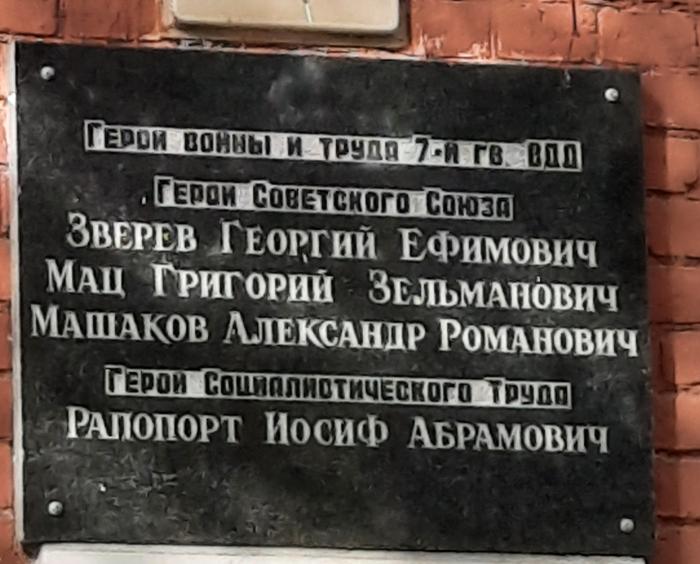 Герои войны и труда 7-й гв. ВДД
Герои Советского Союза
Зверев Георгий Ефимович
Мац Григорий Зельманович
Машаков Александр Романович
Герой Социалистического Труда
Рапопорт Иосиф Абрамович